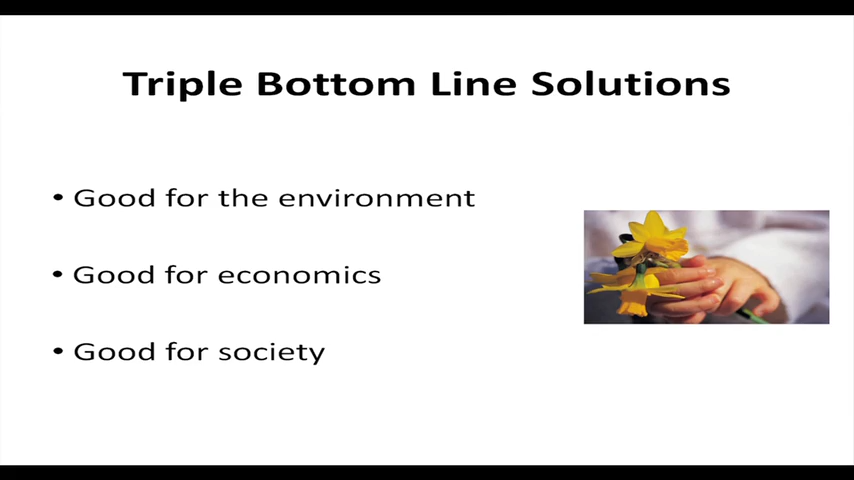 Triple Bottom Line Solutions
• Good for the environment
• Good for economics
• Good for society